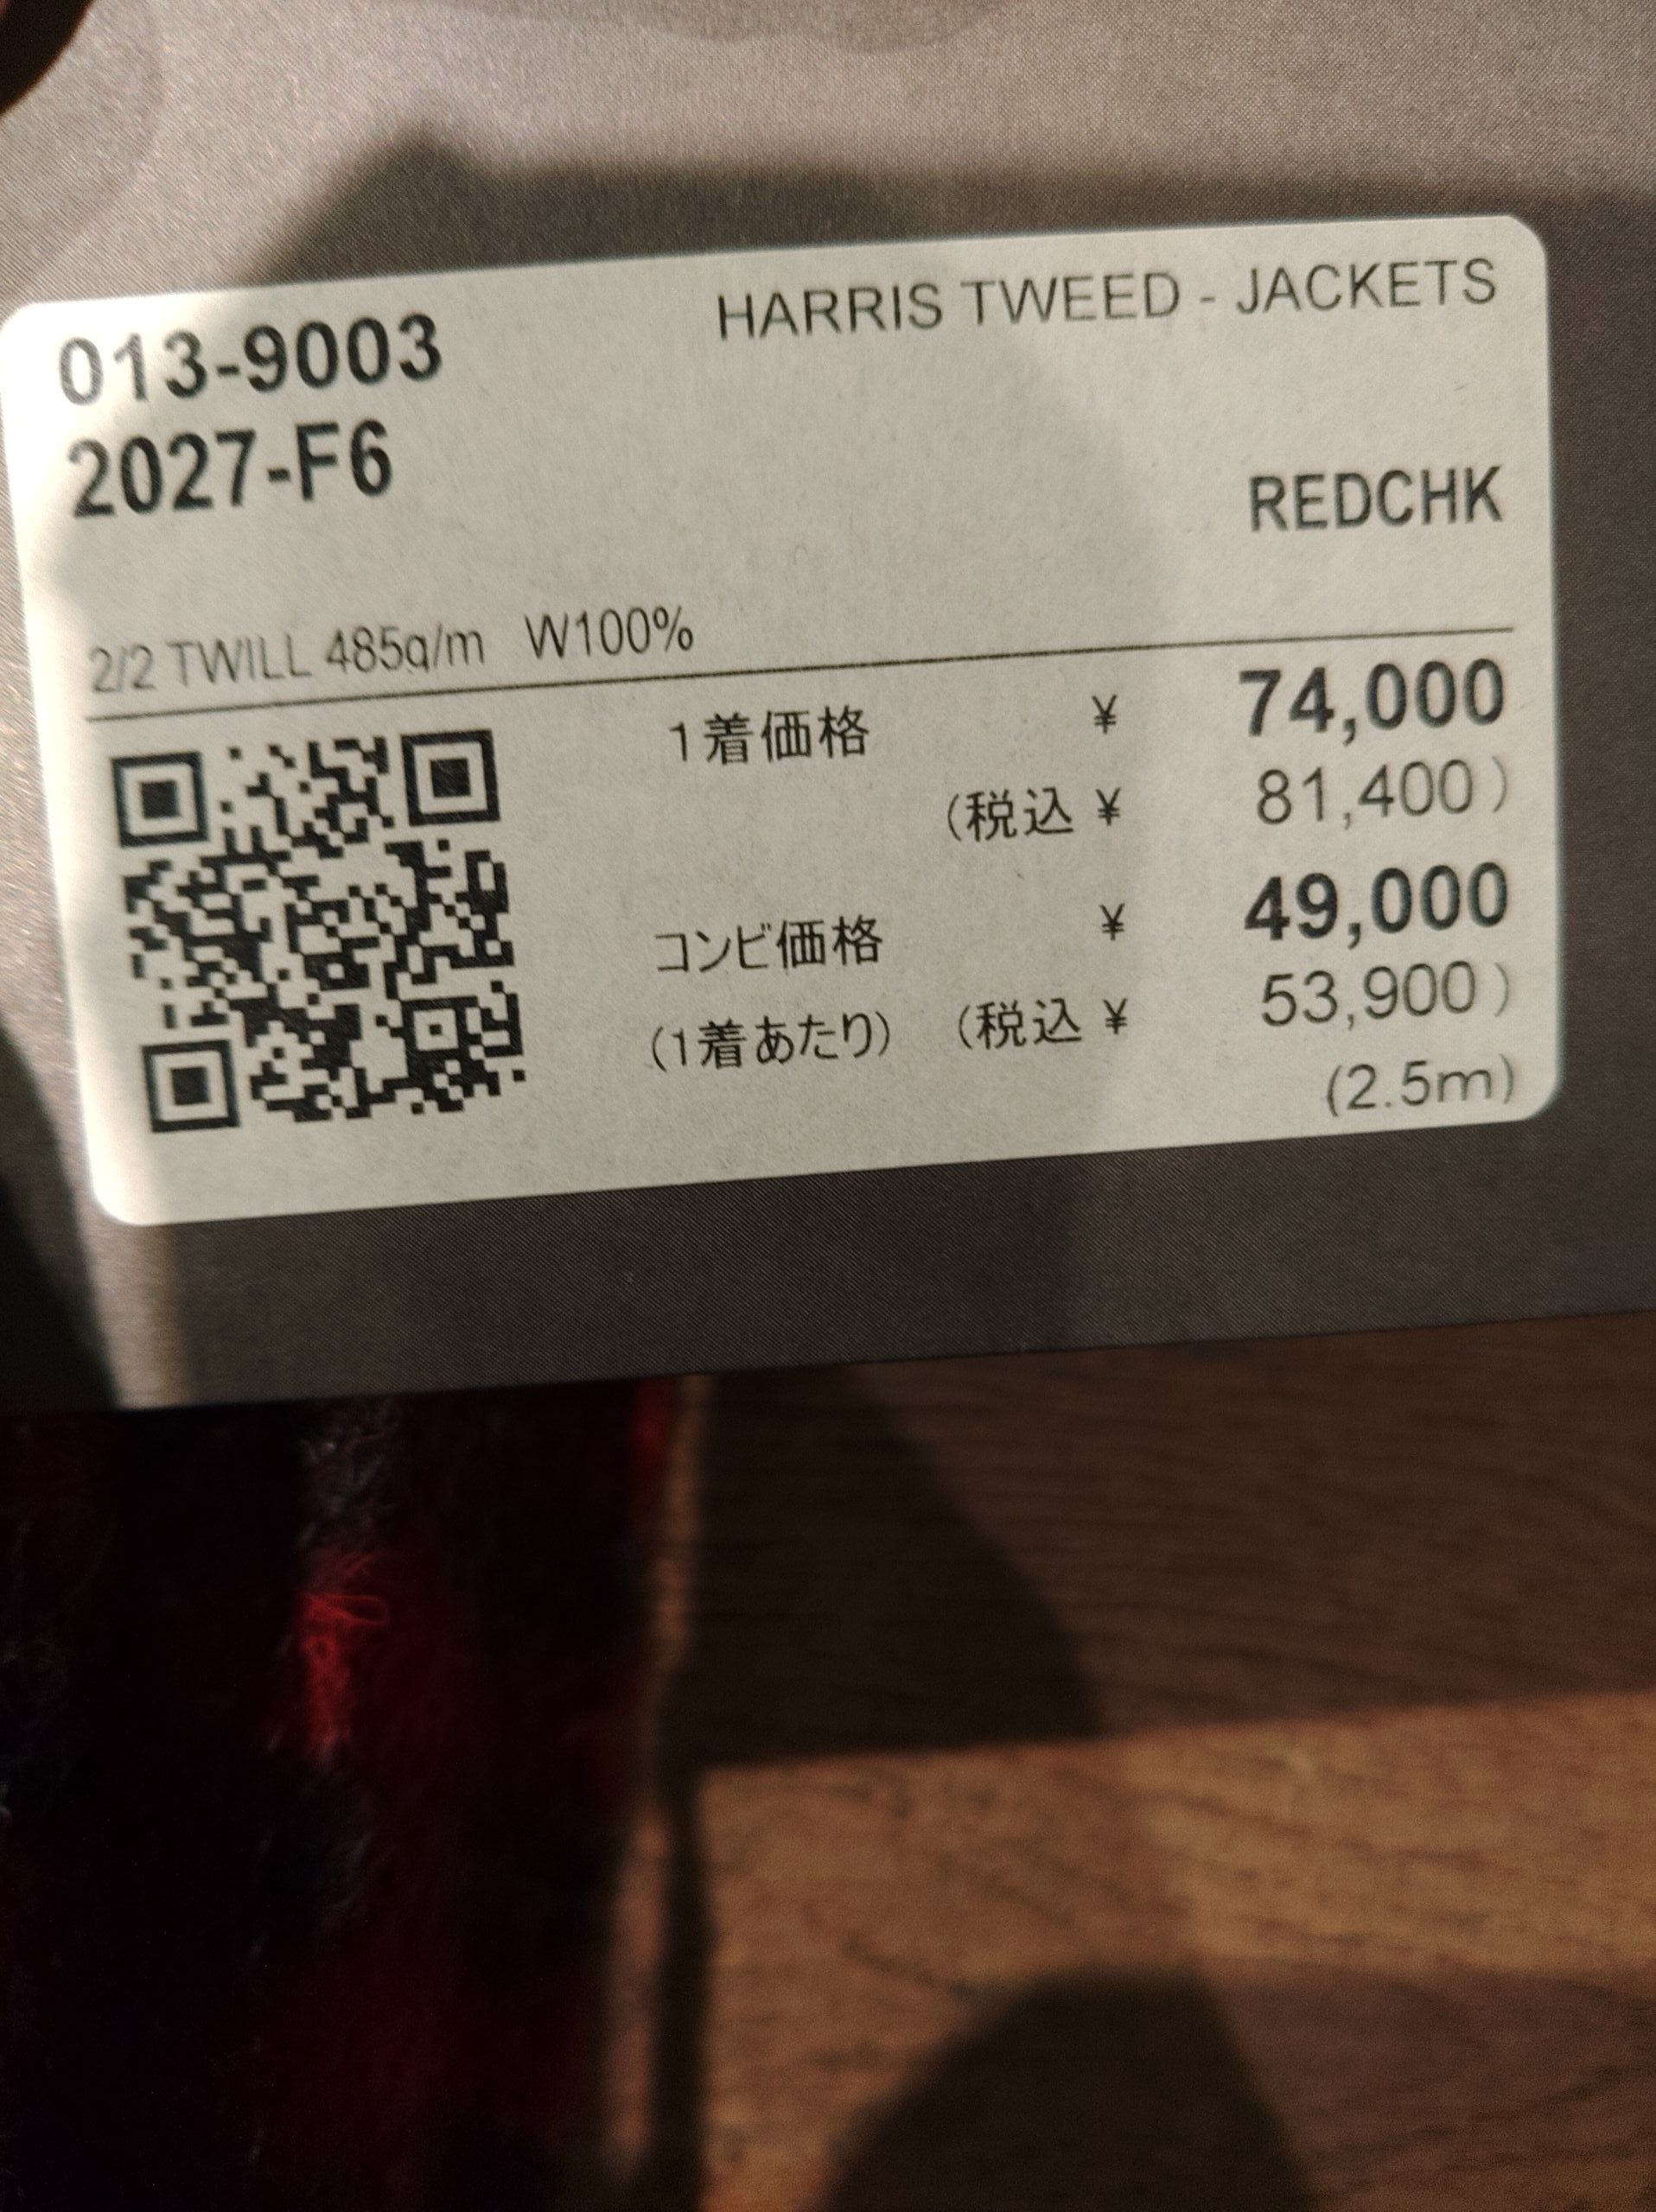 013-9003
HARRIS TWEED - JACKETS
2027-F6
REDCHK
2/2 TWILL 485g/m W100%
1着価格 ¥ 74,000
(税込 ¥ 81,400)
コンビ価格 ¥ 49,000
(1着あたり) (税込 ¥ 53,900)
(2.5m)